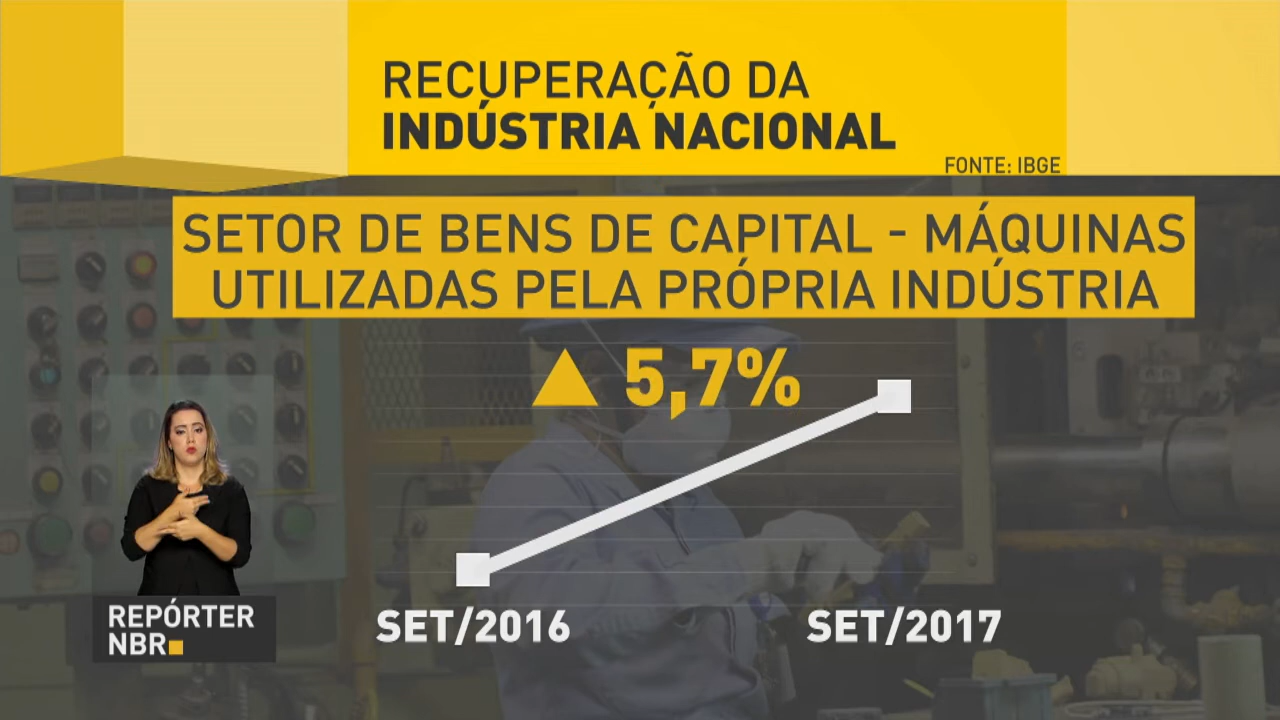 RECUPERAÇÃO DA
INDÚSTRIA NACIONAL
FONTE: IBGE
SETOR DE BENS DE CAPITAL - MÁQUINAS
UTILIZADAS PELA PRÓPRIA INDÚSTRIA
▲ 5,7%
SET/2016
SET/2017
REPÓRTER
NBR